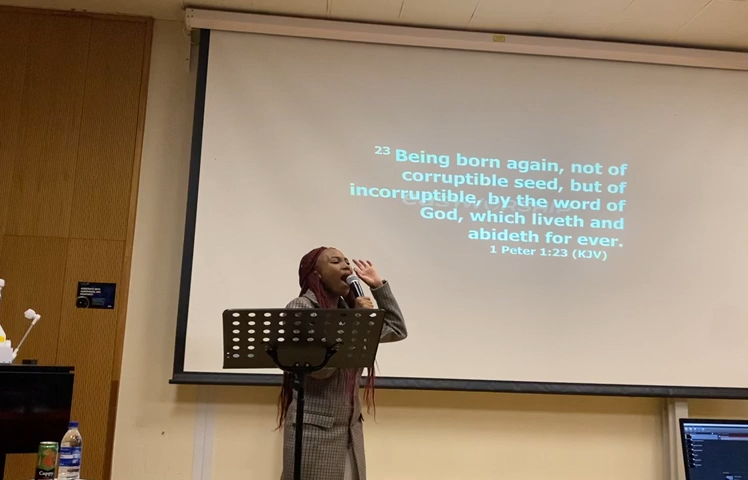 23 Being born again, not of
corruptible seed, but of
incorruptible, by the word of
God, which liveth and
abideth for ever.
1 Peter 1:23 (KJV)
Cappy